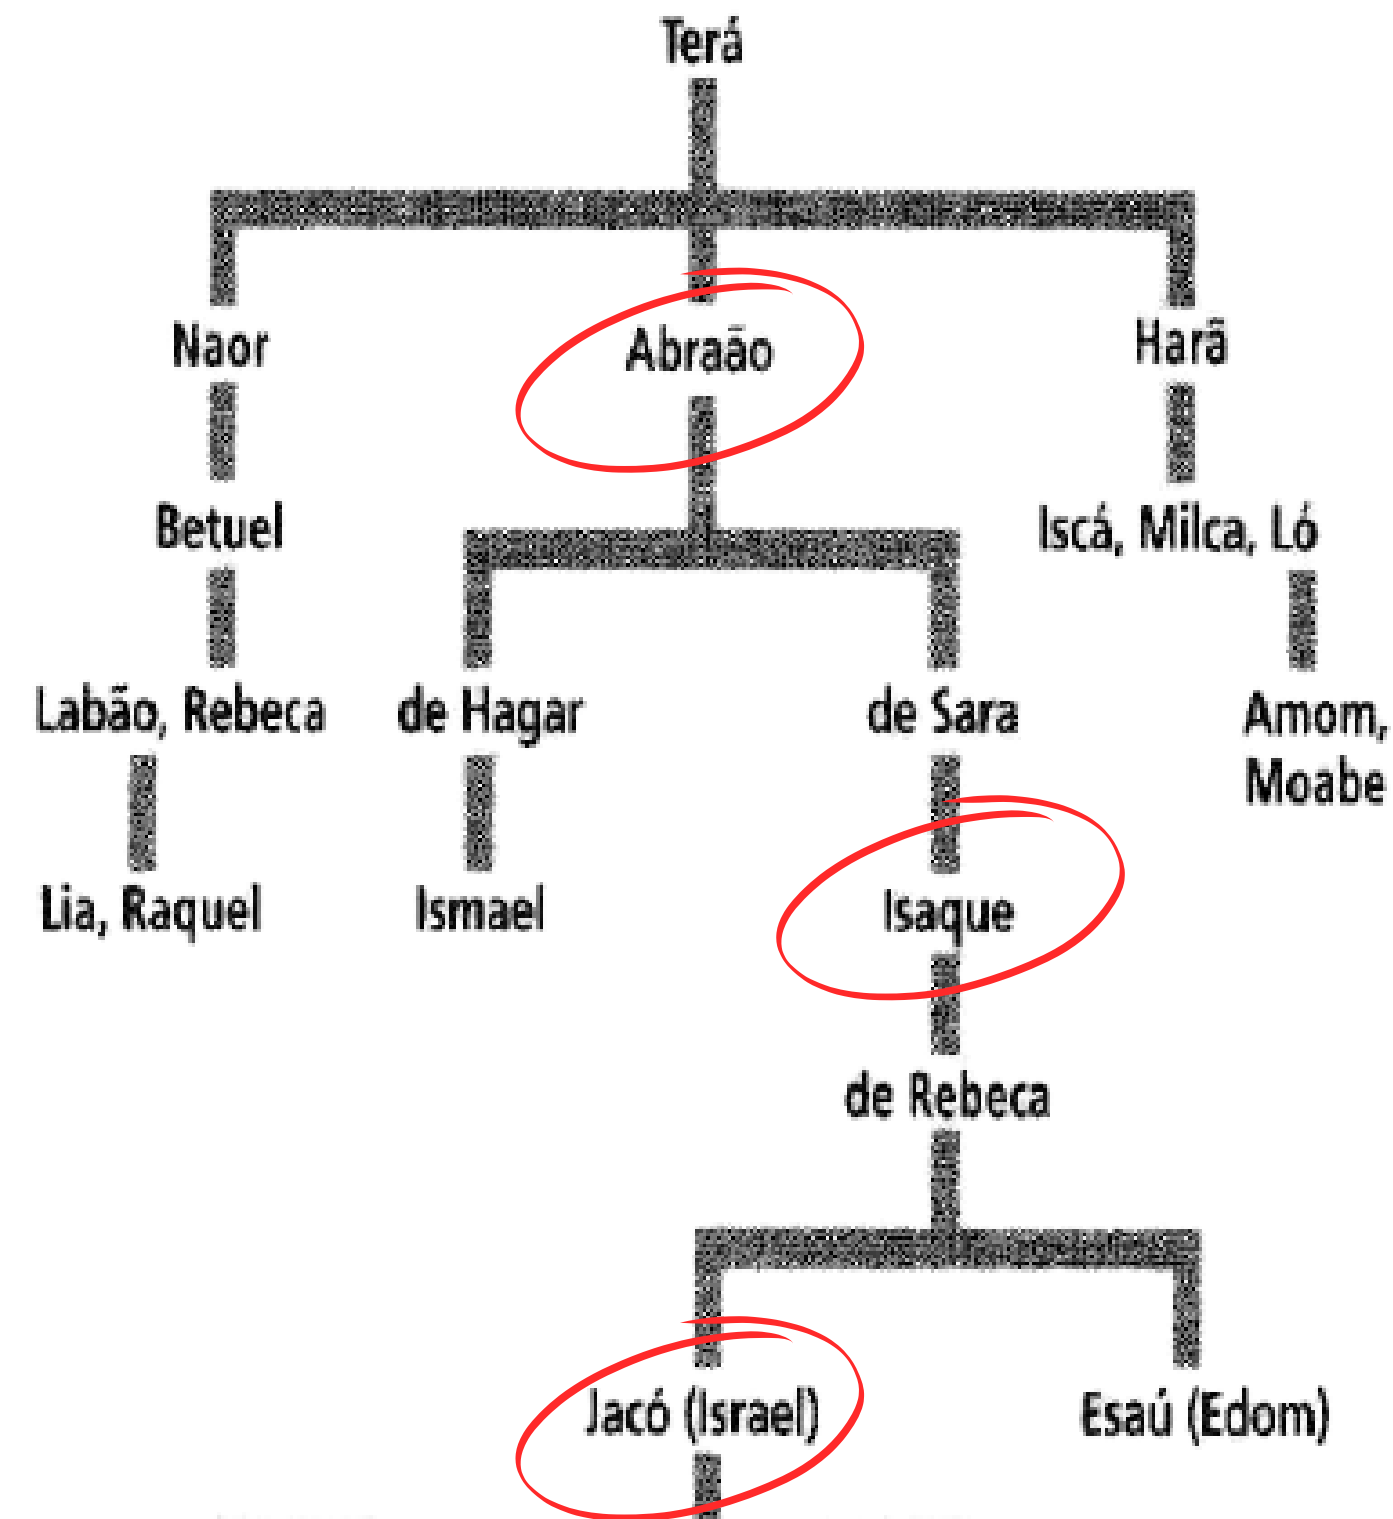 Terá
Naor
Abraão
Harã
Betuel
Iscá, Milca, Ló
Labão, Rebeca
de Hagar
de Sara
Amom,
Moabe
Lia, Raquel
Ismael
Isaque
de Rebeca
Jacó (Israel)
Esaú (Edom)